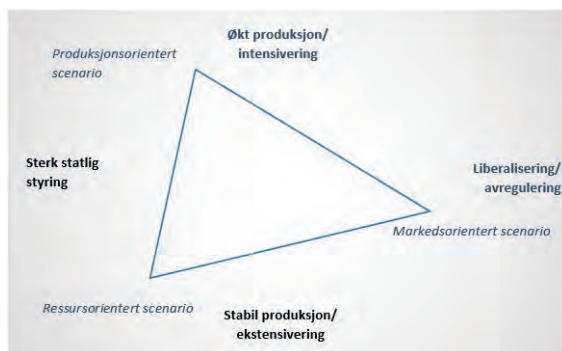 Økt produksjon/
intensivering
Produksjonsorientert
scenario
Sterk statlig
styring
Liberalisering/
avregulering
Markedsorientert scenario
Ressursorientert scenario
Stabil produksjon/
ekstensivering